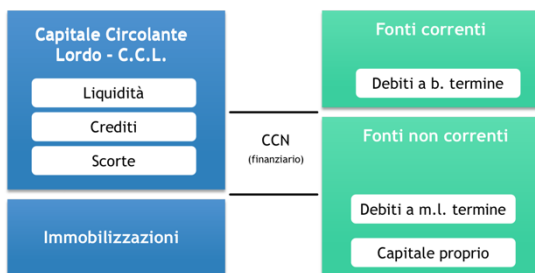 Capitale Circolante
Lordo - C.C.L.
Liquidità
Crediti
Scorte
Immobilizzazioni
CCN
(finanziario)
Fonti correnti
Debiti a b. termine
Fonti non correnti
Debiti a m.l. termine
Capitale proprio